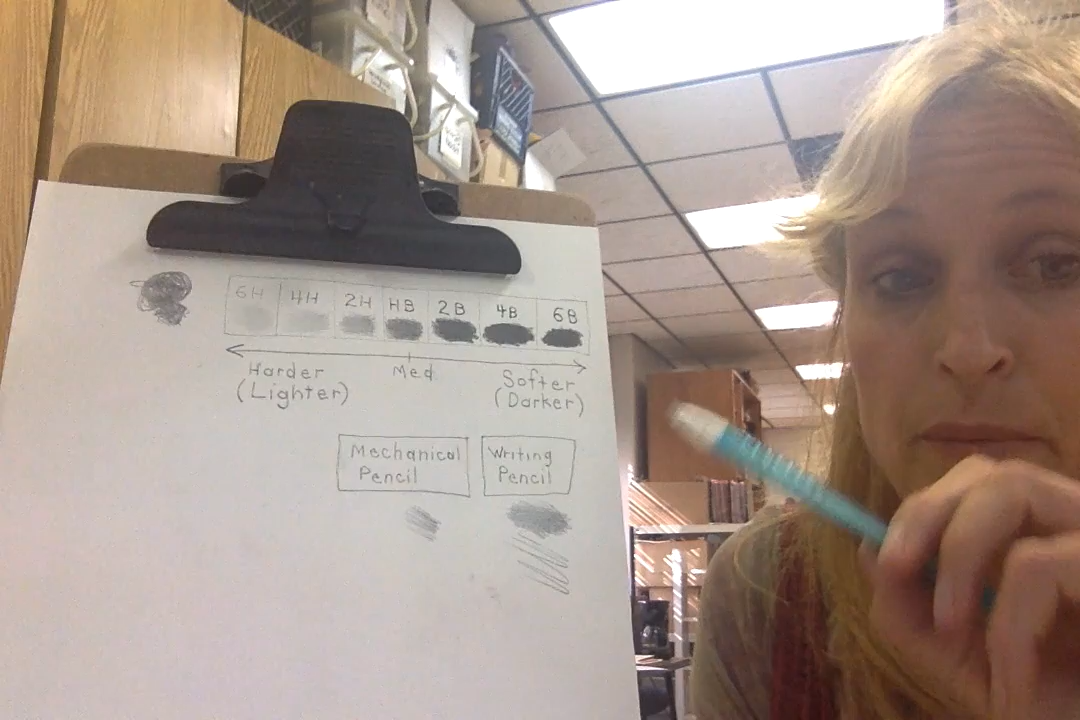 6H 4H 2H HB 2B 4B 6B
Harder Med Softer
(Lighter) (Darker)
Mechanical Writing
Pencil Pencil